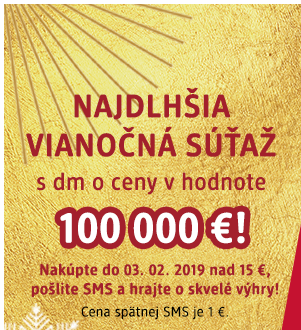 NAJDLHŠIA
VIANOČNÁ SÚŤAŽ
s dm o ceny v hodnote
100 000 €!
Nakúpte do 03. 02. 2019 nad 15 €,
pošlite SMS a hrajte o skvelé výhry!
Cena spätnej SMS je 1 €.